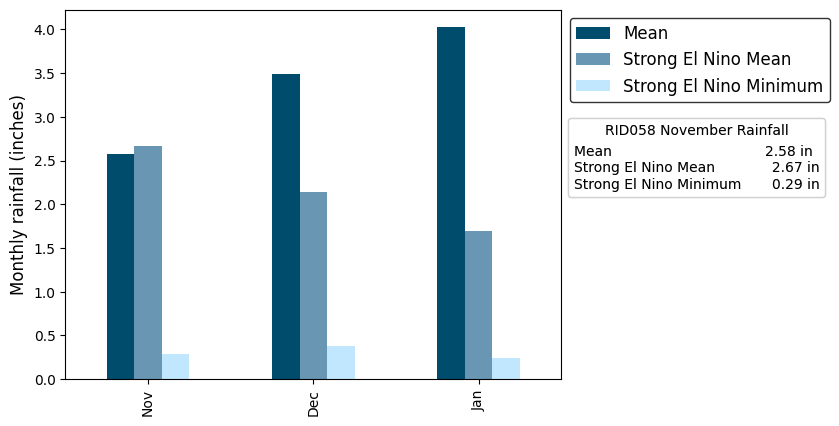 Monthly rainfall (inches)
4.0
3.5
3.0
2.5
2.0
1.5
1.0
0.5
0.0
Nov
Dec
Jan
Mean
Strong El Nino Mean
Strong El Nino Minimum
RID058 November Rainfall
Mean 2.58 in
Strong El Nino Mean 2.67 in
Strong El Nino Minimum 0.29 in